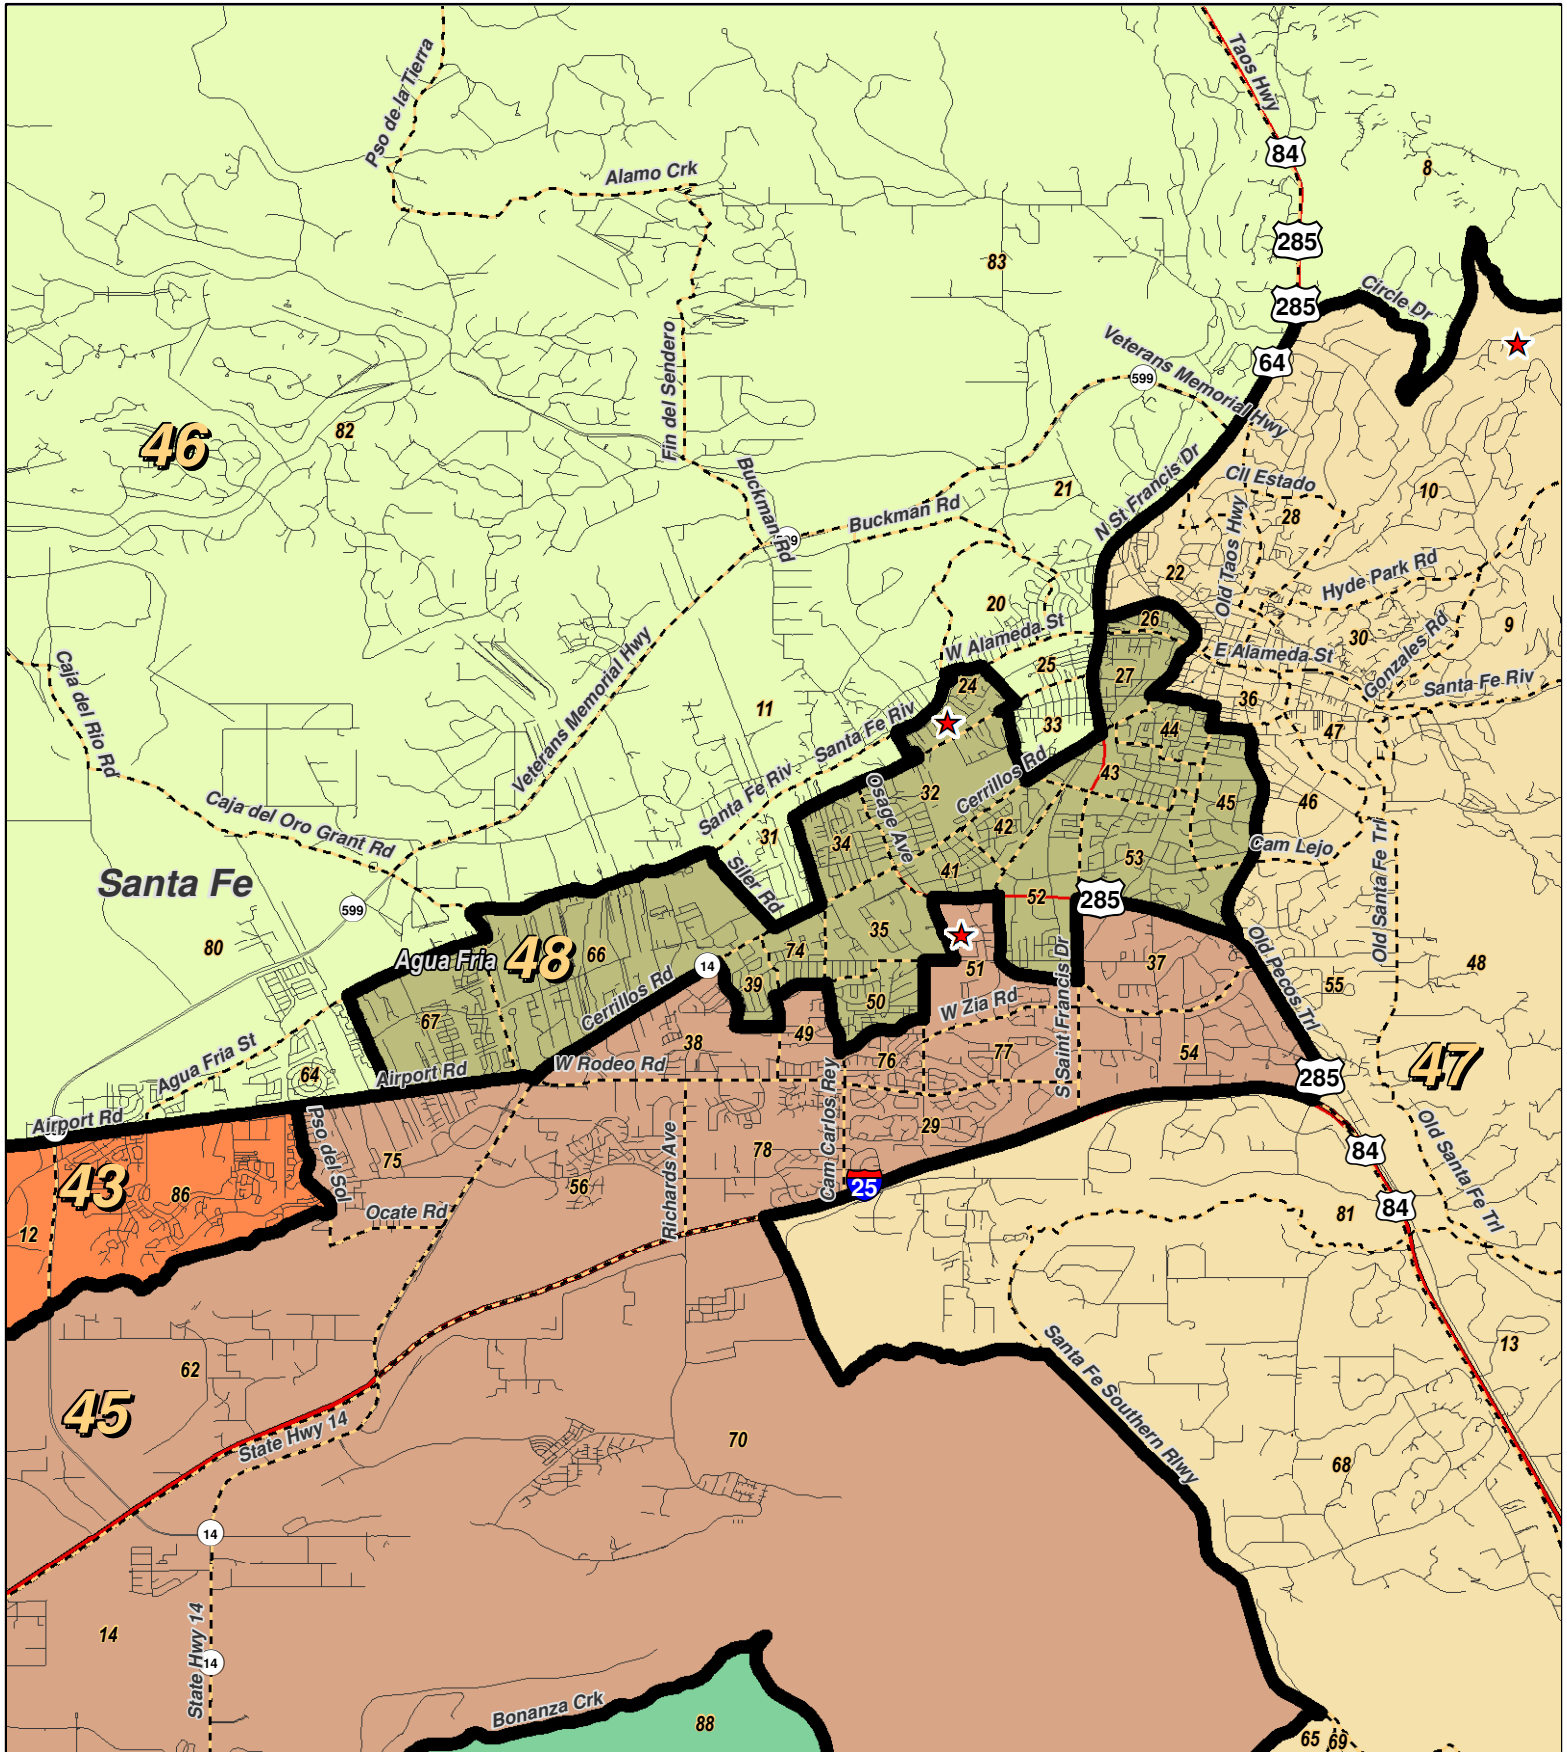 Taos Hwy
Pso de la Tierra
84
8
Alamo Crk
285
83
Circle Dr
285
Fin del Sendero
Veterans Memorial Hwy
64
599
46
82
N St Francis Dr
Cll Estado
Buckman Rd
21
10
Buckman Rd
28
Old Taos Hwy
22
Hyde Park Rd
20
26
30
9
W Alameda St
E Alameda St
Gonzales Rd
25
Caja del Rio Rd
Veterans Memorial Hwy
24
27
Santa Fe Riv
36
11
Santa Fe Riv
33
44
47
Santa Fe Riv
43
Cerrillos Rd
32
Osage Ave
45
46
Caja del Oro Grant Rd
31
34
42
Cam Lejo
53
41
Santa Fe
Siler Rd
Old Santa Fe Trl
52
285
599
35
80
Agua Fria
48
66
74
51
Old Pecos Trl
37
48
14
39
50
55
Cerrillos Rd
S Saint Francis Dr
W Zia Rd
67
49
38
76
77
54
47
Agua Fria St
64
Airport Rd
W Rodeo Rd
285
Airport Rd
Pso del Sol
Cam Carlos Rey
29
Old Santa Fe Trl
Richards Ave
78
84
75
43
86
56
25
84
Ocate Rd
81
12
Santa Fe Southern Rlwy
13
62
45
State Hwy 14
70
68
14
14
State Hwy 14
14
Bonanza Crk
88
65
69